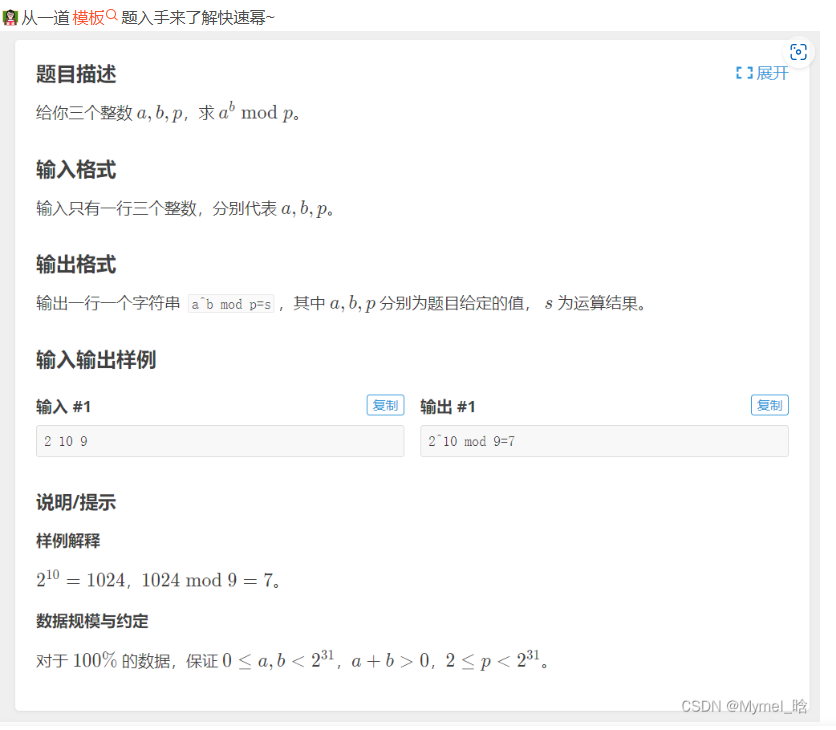 从一道模板题入手来了解快速幂~
题目描述
展开
给你三个整数 a, b, p，求 a^b mod p。
输入格式
输入只有一行三个整数，分别代表 a, b, p。
输出格式
输出一行一个字符串 a^b mod p=s ，其中 a, b, p 分别为题目给定的值， s 为运算结果。
输入输出样例
输入 #1
复制
2 10 9
输出 #1
复制
2^10 mod 9=7
说明/提示
样例解释
2^10 = 1024，1024 mod 9 = 7。
数据规模与约定
对于 100% 的数据，保证 0 ≤ a, b < 2^31，a + b > 0，2 ≤ p < 2^31。
CSDN @Mymel_晗